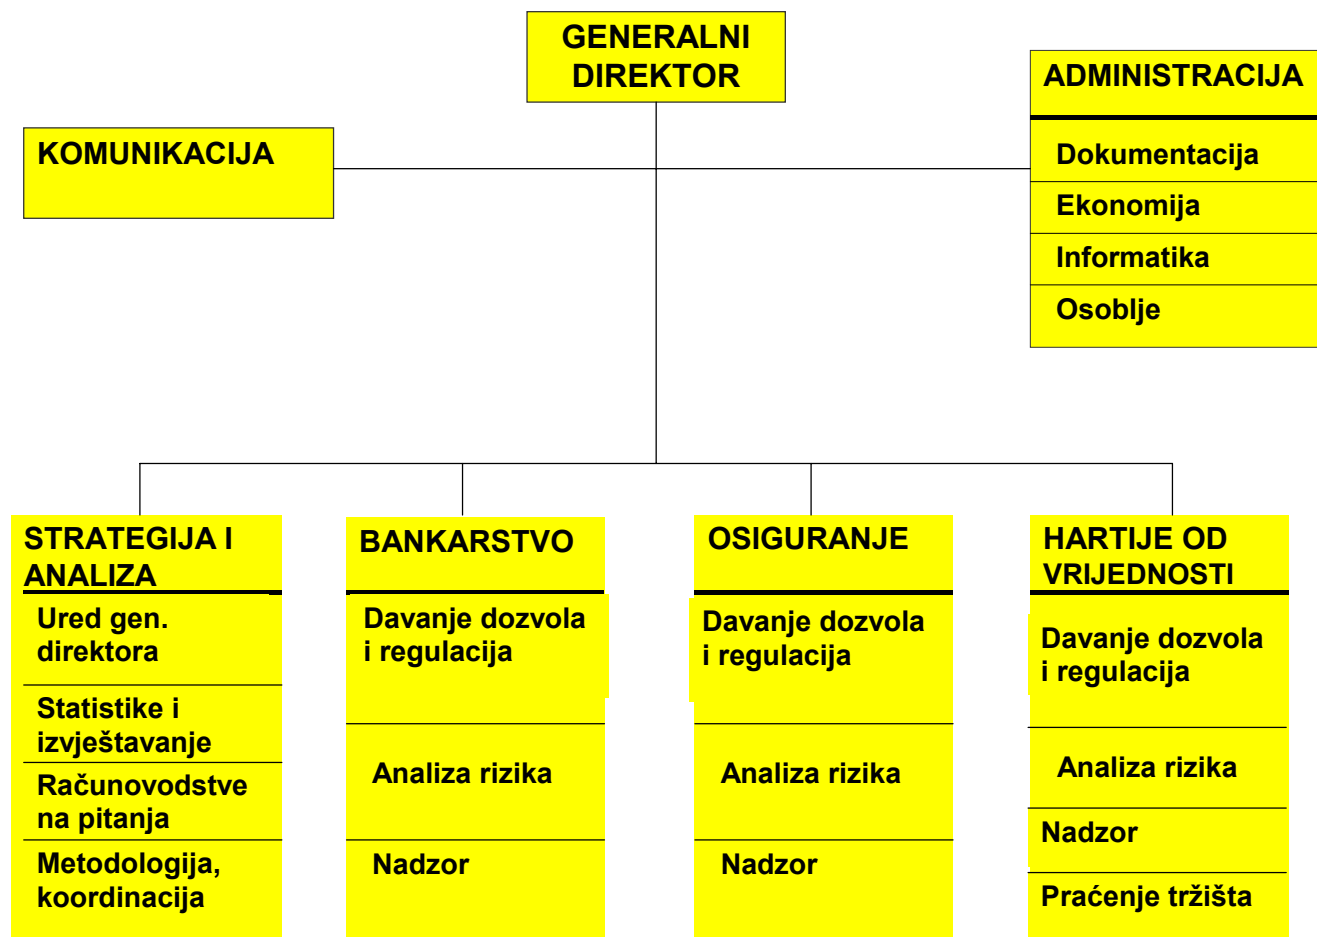 GENERALNI
DIREKTOR
KOMUNIKACIJA
ADMINISTRACIJA
Dokumentacija
Ekonomija
Informatika
Osoblje
STRATEGIJA I
ANALIZA
Ured gen.
direktora
Statistike i
izvještavanje
Računovodstve
na pitanja
Metodologija,
koordinacija
BANKARSTVO
Davanje dozvola
i regulacija
Analiza rizika
Nadzor
OSIGURANJE
Davanje dozvola
i regulacija
Analiza rizika
Nadzor
HARTIJE OD
VRIJEDNOSTI
Davanje dozvola
i regulacija
Analiza rizika
Nadzor
Praćenje tržišta